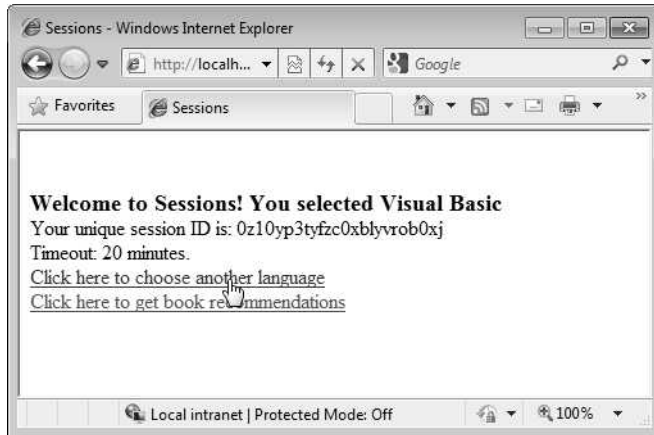 Sessions - Windows Internet Explorer
http://localh...
Google
Favorites
Sessions
Welcome to Sessions! You selected Visual Basic
Your unique session ID is: 0z10yp3tyfzc0xblyvrob0xj
Timeout: 20 minutes.
Click here to choose another language
Click here to get book recommendations
Local intranet | Protected Mode: Off
100%